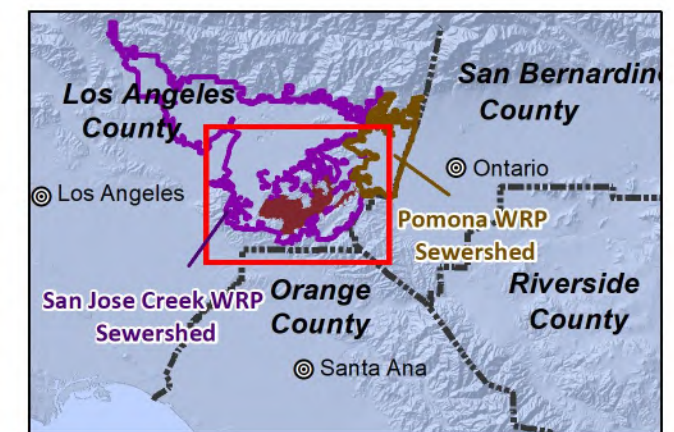 San Bernardin
County
Los Angeles
County
Ontario
Los Angeles
Pomona WRP
Sewershed
San Jose Creek WRP
Sewershed
Orange
County
Riverside
County
Santa Ana